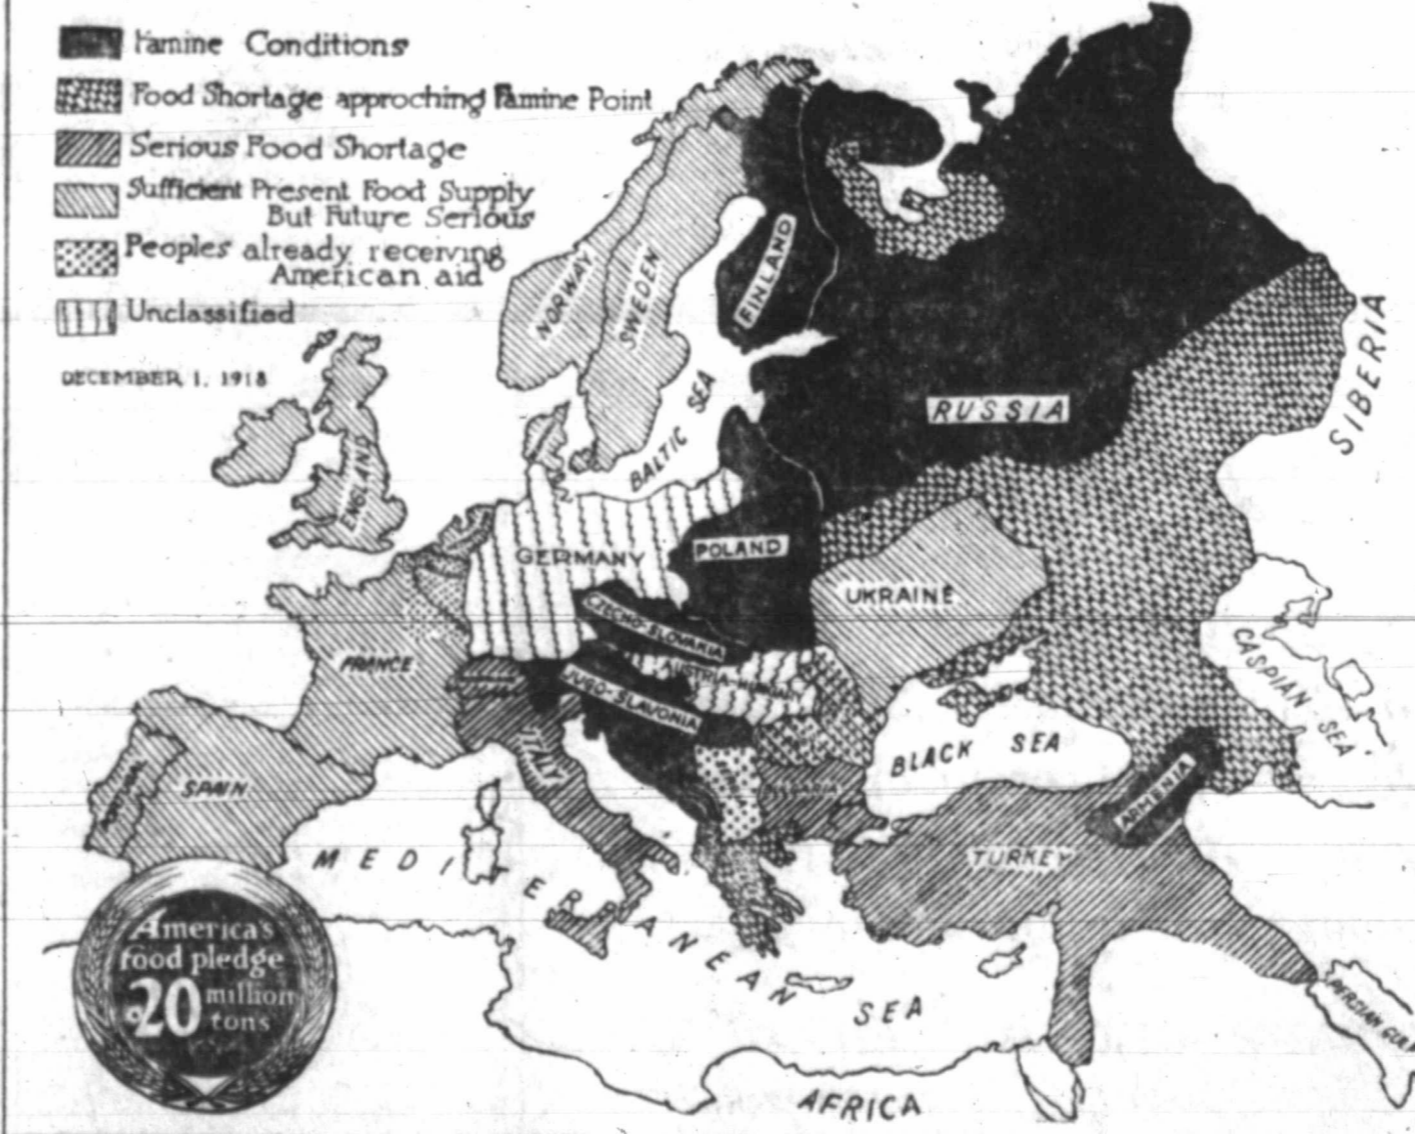 Famine Conditions
Food Shortage approching Famine Point
Serious Food Shortage
Sufficient Present Food Supply
But Future Serious
Peoples already receiving
American aid
Unclassified
DECEMBER 1, 1918
NORWAY
SWEDEN
FINLAND
BALTIC SEA
RUSSIA
SIBERIA
ENGLAND
GERMANY
POLAND
UKRAINE
CZECHO-SLOVAKIA
FRANCE
JUGO-SLAVONIA
CASPIAN SEA
BLACK SEA
ITALY
SPAIN
ARMENIA
TURKEY
MEDITERRANEAN SEA
PERSIAN GULF
AFRICA
America's
food pledge
20 million
tons